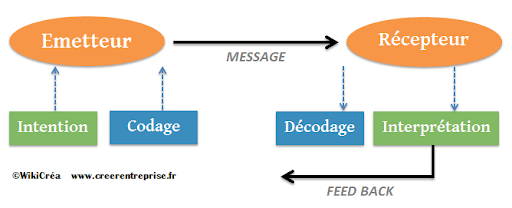 Emetteur
MESSAGE
Récepteur
Intention
Codage
Décodage
Interprétation
©WikiCréa www.creerentreprise.fr
FEED BACK